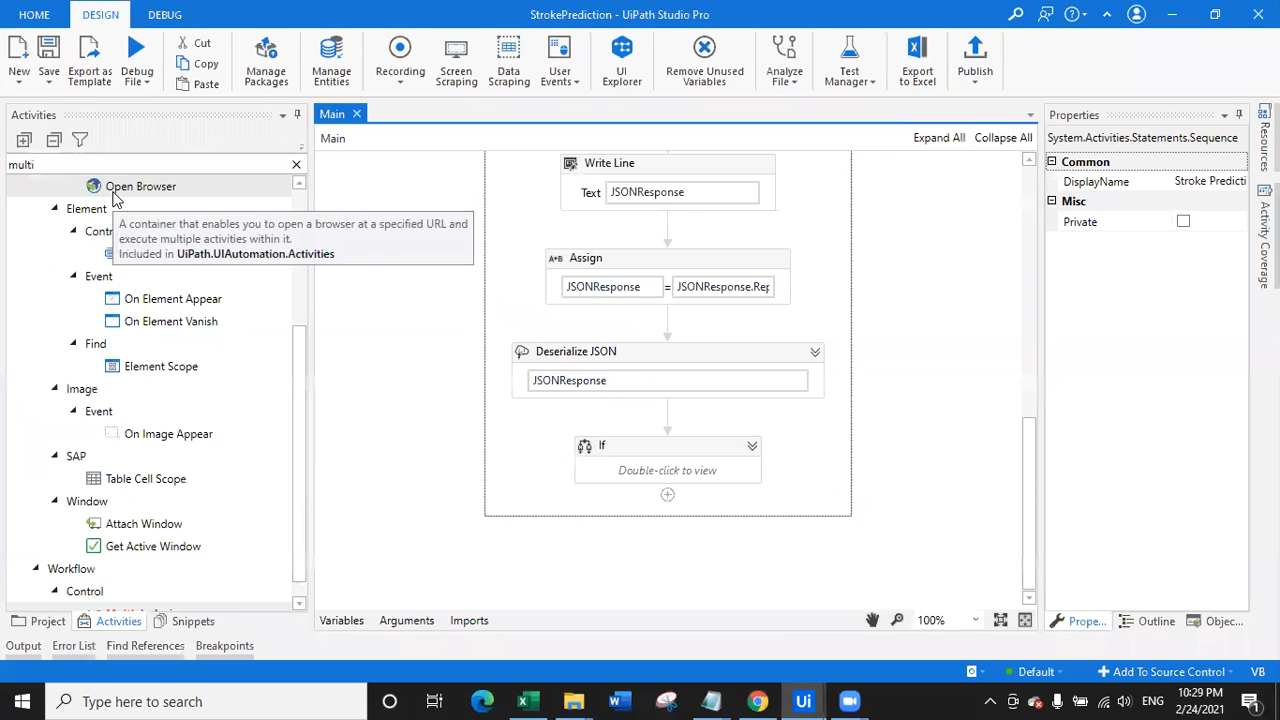 HOME DESIGN DEBUG StrokePrediction - UiPath Studio Pro
New Save Export as Template Debug File Cut Copy Paste Manage Packages Manage Entities Recording Screen Scraping Data Scraping User Events UI Explorer Remove Unused Variables Analyze File Test Manager Export to Excel Publish
Activities
multi
Open Browser
A container that enables you to open a browser at a specified URL and
execute multiple activities within it.
Included in UiPath.UIAutomation.Activities
Element
Contr
Event
On Element Appear
On Element Vanish
Find
Element Scope
Image
Event
On Image Appear
SAP
Table Cell Scope
Window
Attach Window
Get Active Window
Workflow
Control
Project Activities Snippets
Main
Main Expand All Collapse All
Write Line
Text JSONResponse
Assign
JSONResponse = JSONResponse.Rep
Deserialize JSON
JSONResponse
If
Double-click to view
Variables Arguments Imports 100%
Properties
System.Activities.Statements.Sequence
Common
DisplayName Stroke Predicti
Misc
Private
Prope... Outline Objec...
Resources
Activity Coverage
Output Error List Find References Breakpoints
Default Add To Source Control VB
Type here to search
W
Ui
ENG
10:29 PM
2/24/2021
1